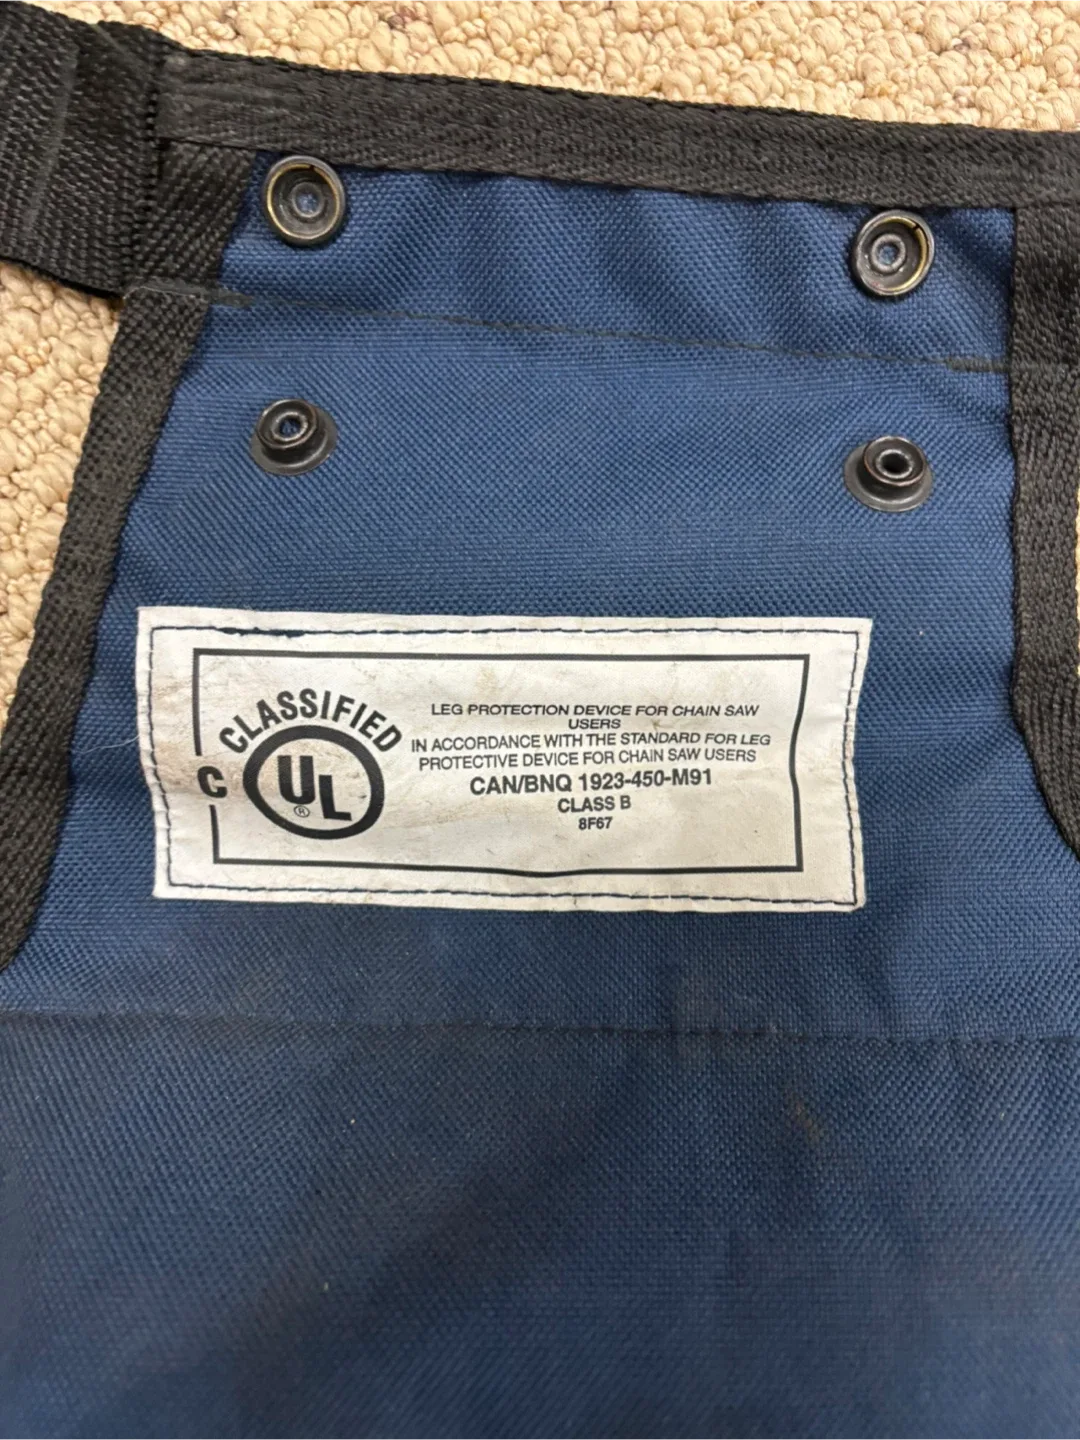 CLASSIFIED
C UL ®
LEG PROTECTION DEVICE FOR CHAIN SAW
USERS
IN ACCORDANCE WITH THE STANDARD FOR LEG
PROTECTIVE DEVICE FOR CHAIN SAW USERS
CAN/BNQ 1923-450-M91
CLASS B
8F67